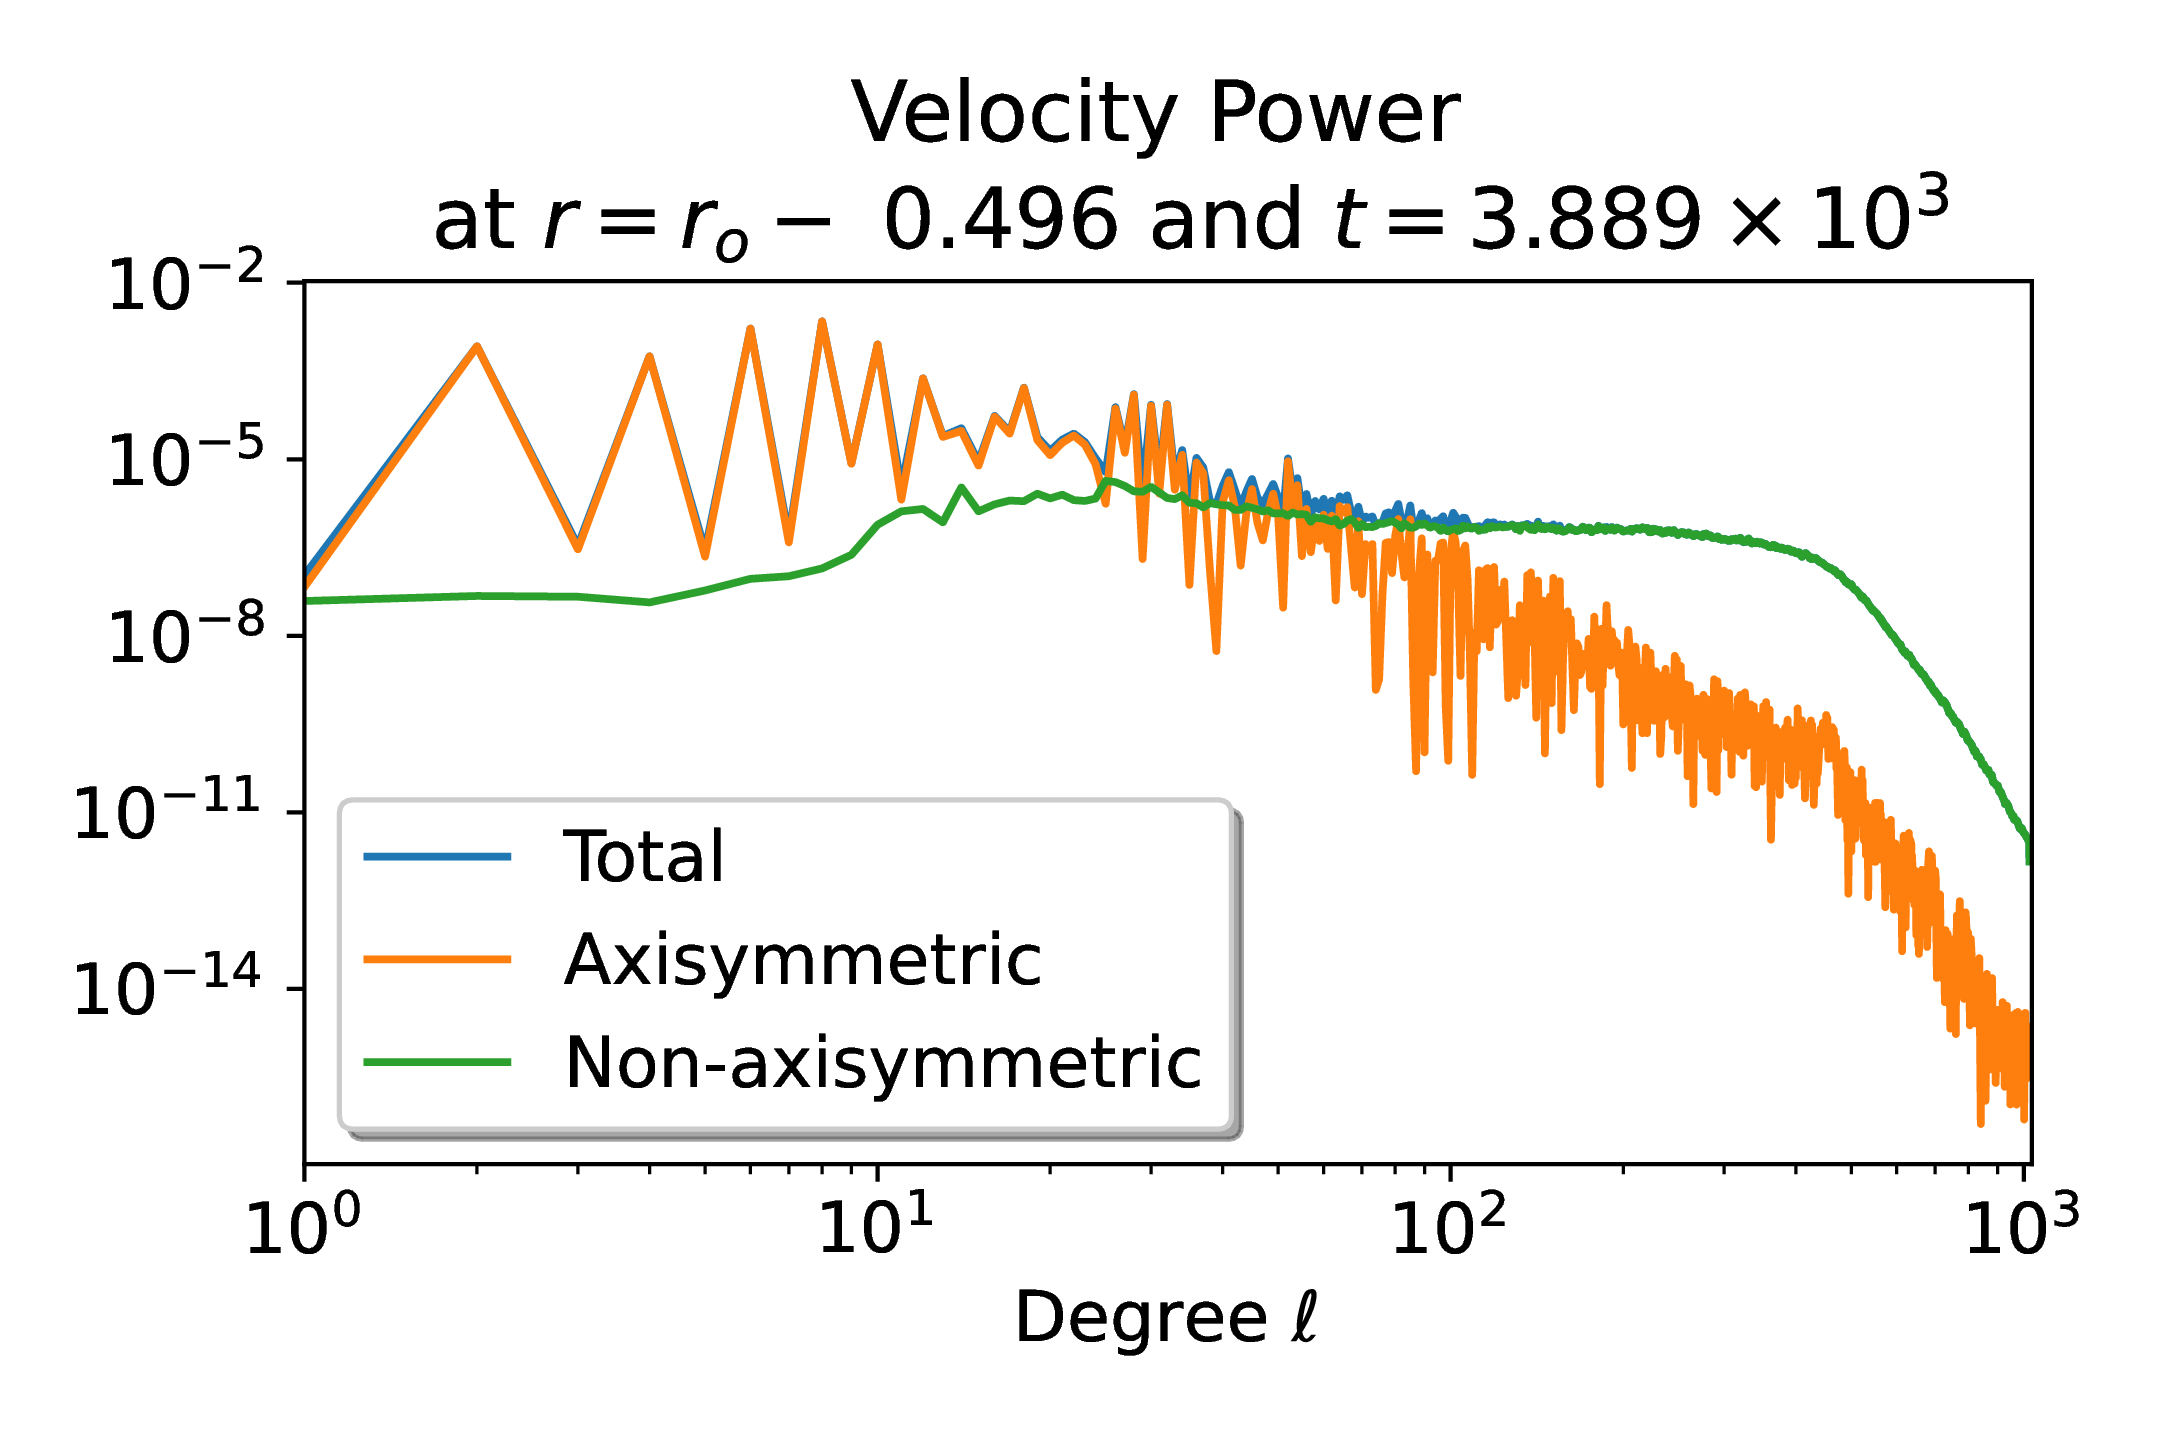 Velocity Power
at r = r_o − 0.496 and t = 3.889 × 10^3
10^−2
10^−5
10^−8
10^−11
10^−14
Total
Axisymmetric
Non-axisymmetric
10^0 10^1 10^2 10^3
Degree ℓ